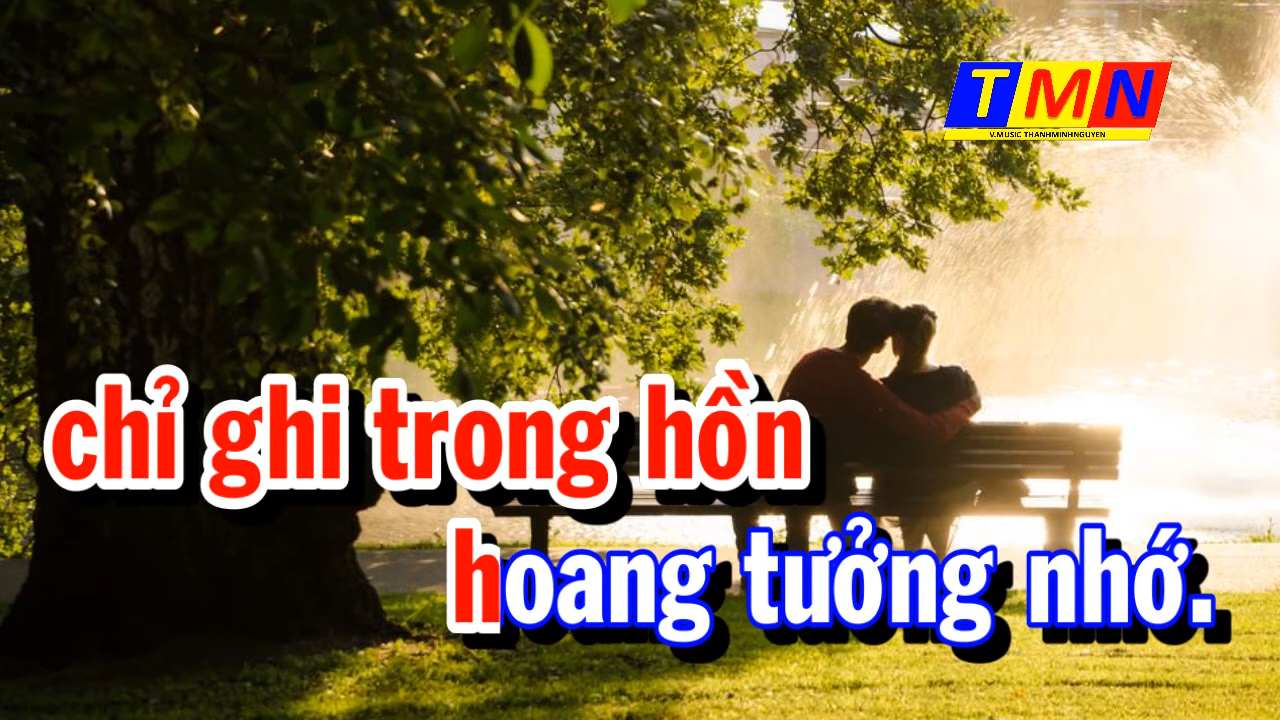 TMN
V.MUSIC THANHMINHNGUYEN
chỉ ghi trong hồn
hoang tưởng nhớ.